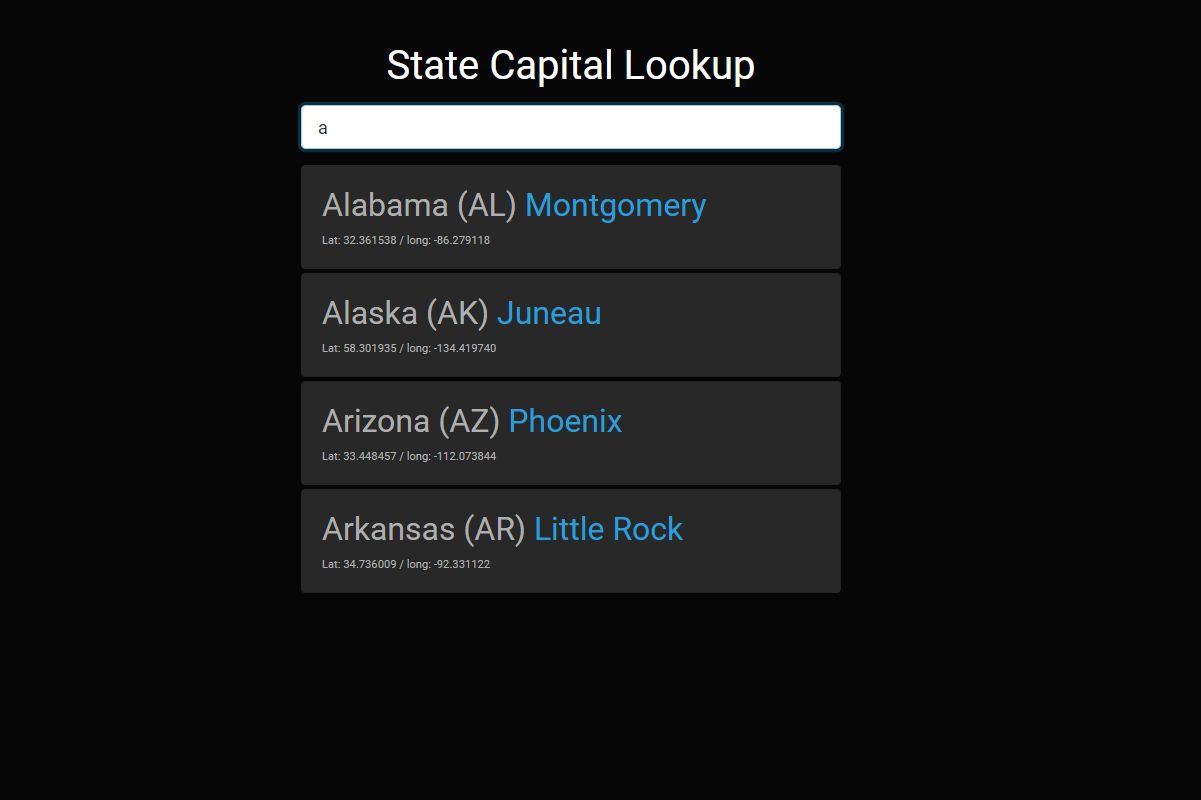 State Capital Lookup
a
Alabama (AL) Montgomery
Lat: 32.361538 / long: -86.279118
Alaska (AK) Juneau
Lat: 58.301935 / long: -134.419740
Arizona (AZ) Phoenix
Lat: 33.448457 / long: -112.073844
Arkansas (AR) Little Rock
Lat: 34.736009 / long: -92.331122